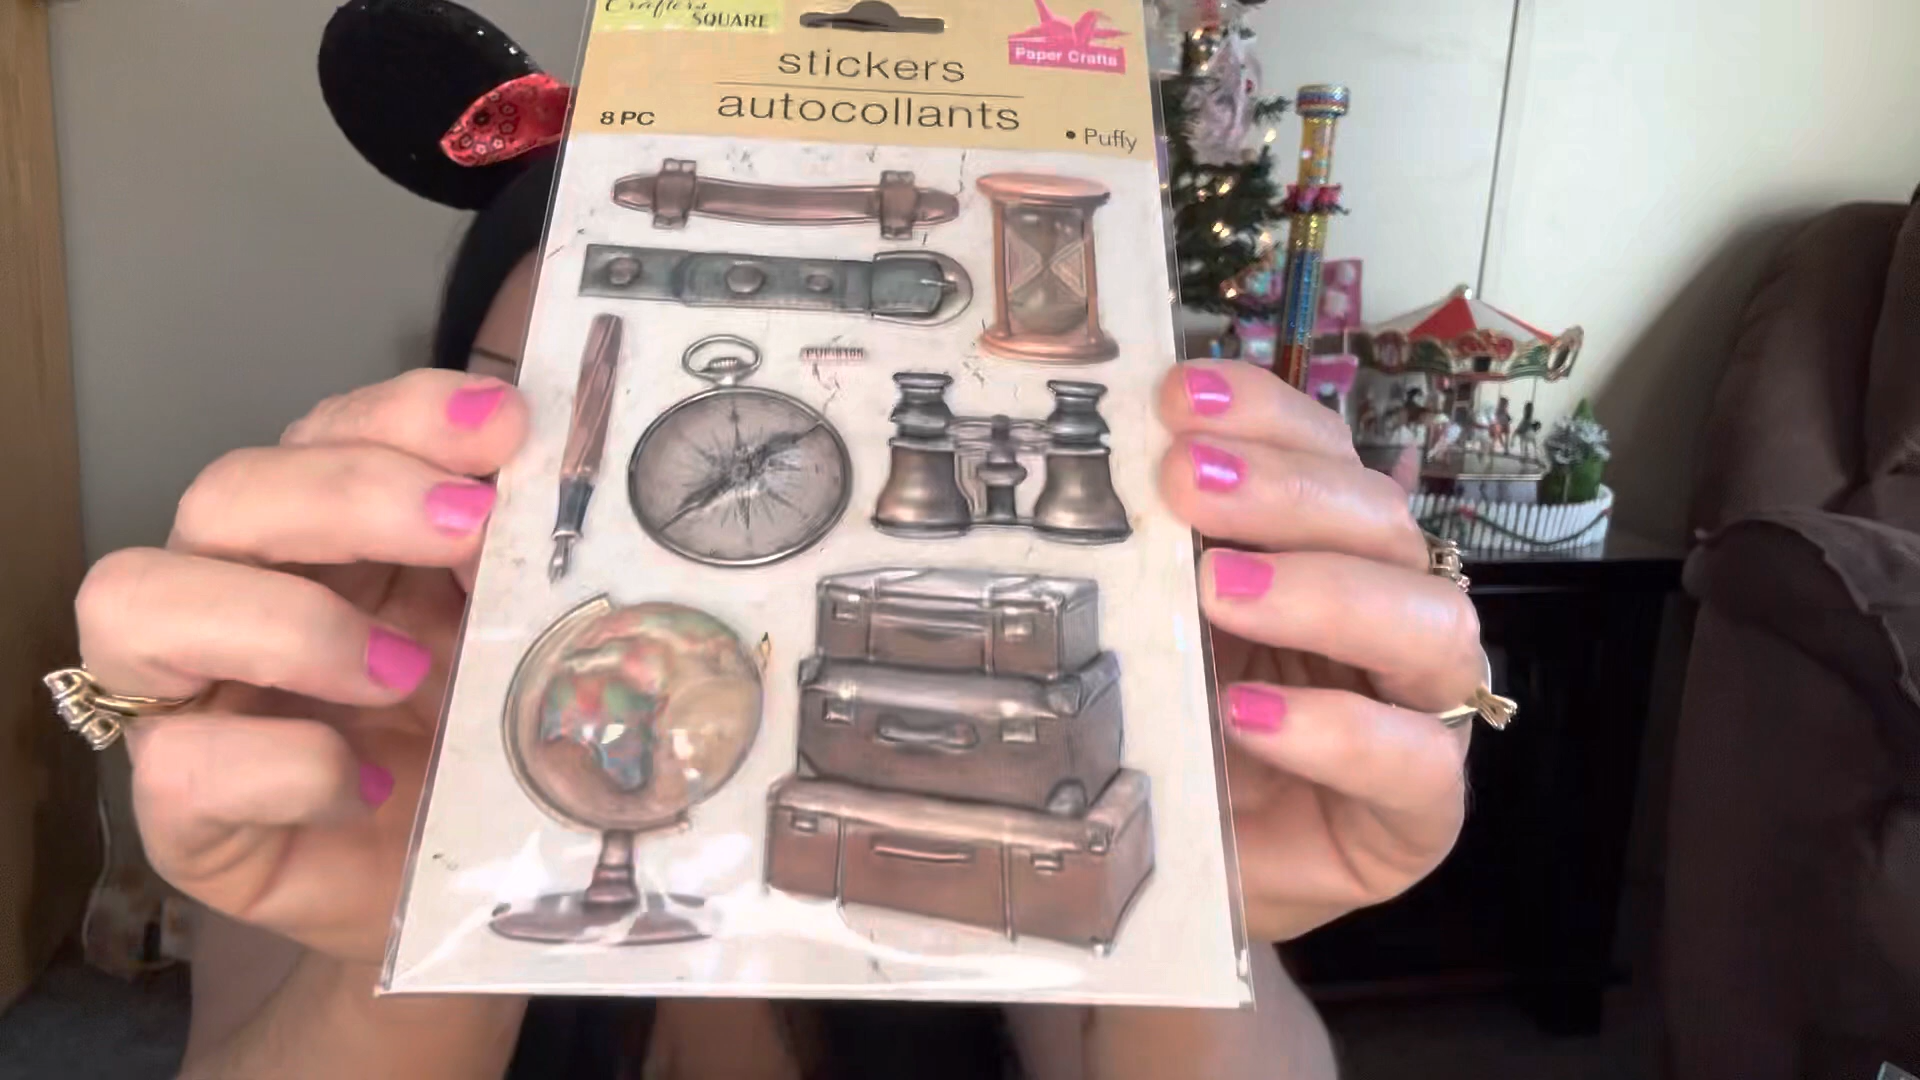 Crafters
SQUARE
Paper Crafts
stickers
autocollants
8 PC
• Puffy